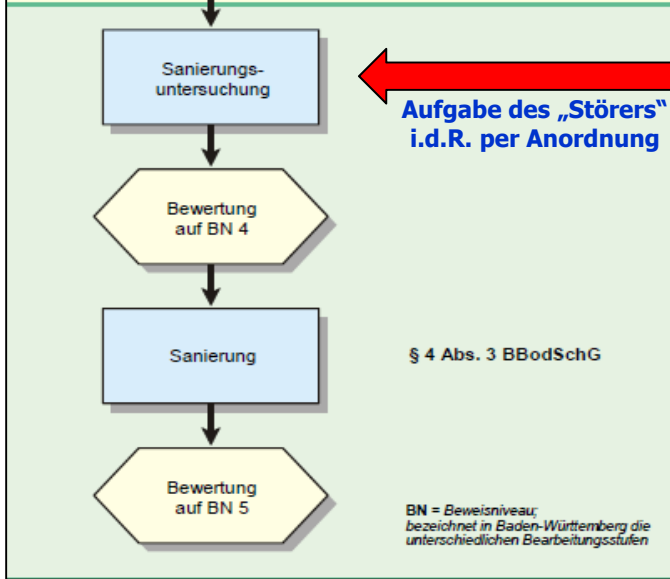 Sanierungs-
untersuchung
Aufgabe des „Störers“
i.d.R. per Anordnung
Bewertung
auf BN 4
Sanierung
§ 4 Abs. 3 BBodSchG
Bewertung
auf BN 5
BN = Beweisniveau;
bezeichnet in Baden-Württemberg die
unterschiedlichen Bearbeitungsstufen